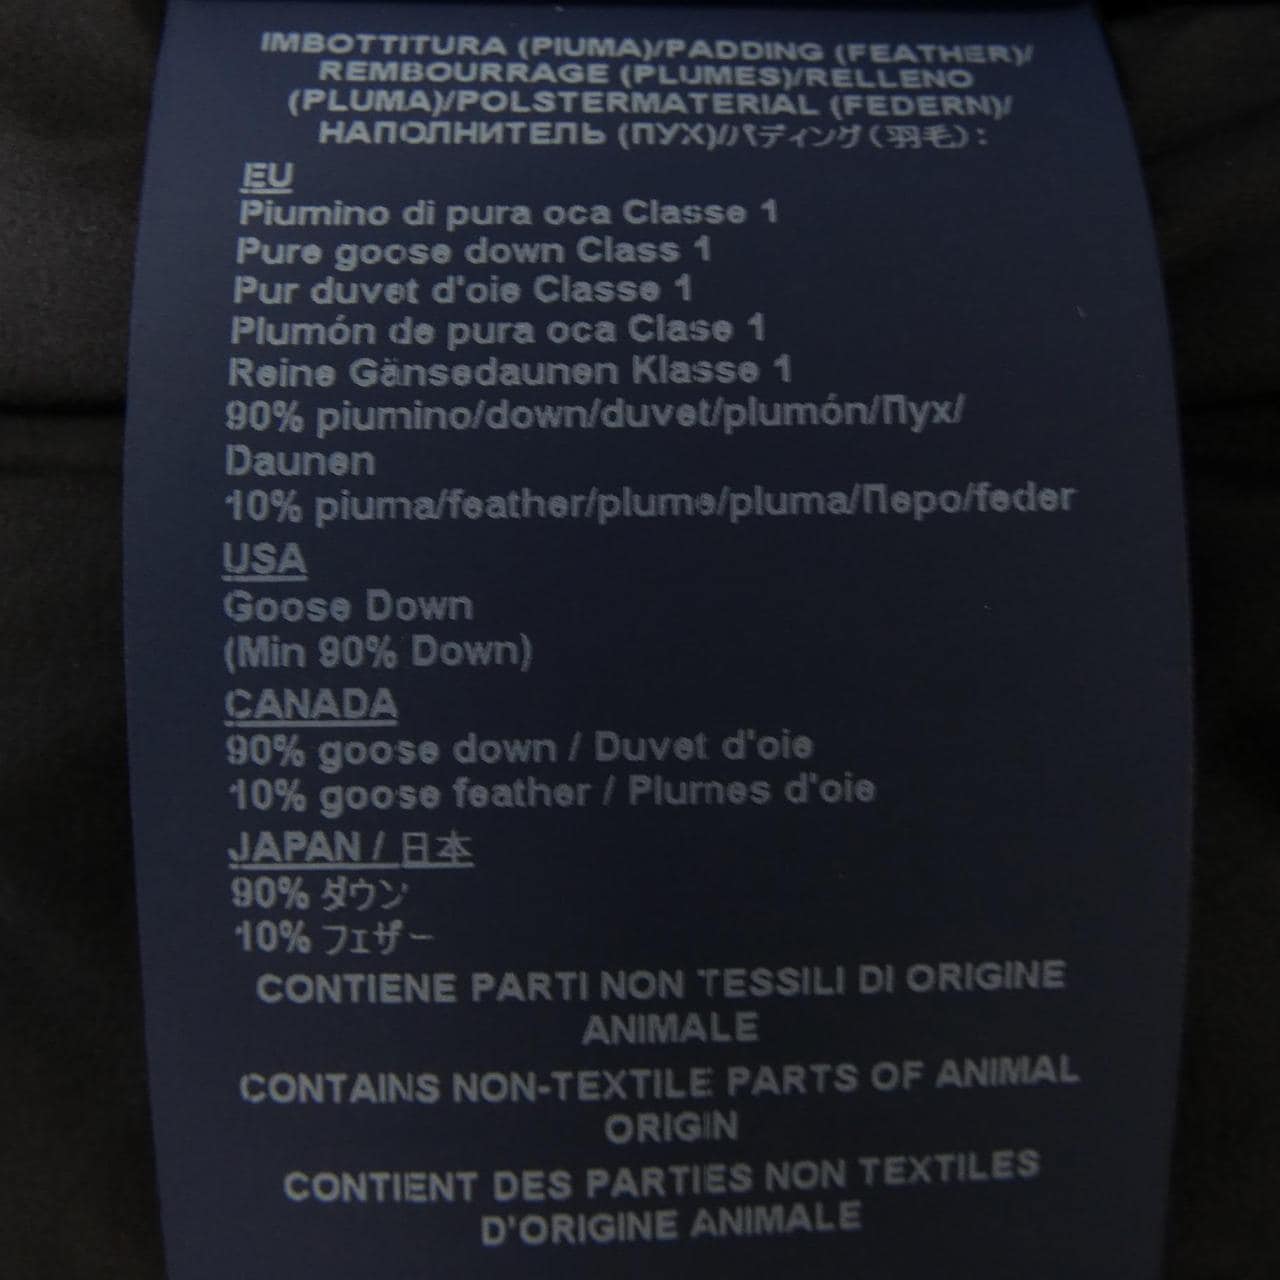 IMBOTTITURA (PIUMA)/PADDING (FEATHER)/
REMBOURRAGE (PLUMES)/RELLENO
(PLUMA)/POLSTERMATERIAL (FEDERN)/
НАПОЛНИТЕЛЬ (ПУХ)/パディング(羽毛):
EU
Piumino di pura oca Classe 1
Pure goose down Class 1
Pur duvet d'oie Classe 1
Plumón de pura oca Clase 1
Reine Gänsedaunen Klasse 1
90% piumino/down/duvet/plumón/Пух/
Daunen
10% piuma/feather/plume/pluma/Перо/feder
USA
Goose Down
(Min 90% Down)
CANADA
90% goose down / Duvet d'oie
10% goose feather / Plumes d'oie
JAPAN / 日本
90% ダウン
10% フェザー
CONTIENE PARTI NON TESSILI DI ORIGINE
ANIMALE
CONTAINS NON-TEXTILE PARTS OF ANIMAL
ORIGIN
CONTIENT DES PARTIES NON TEXTILES
D'ORIGINE ANIMALE